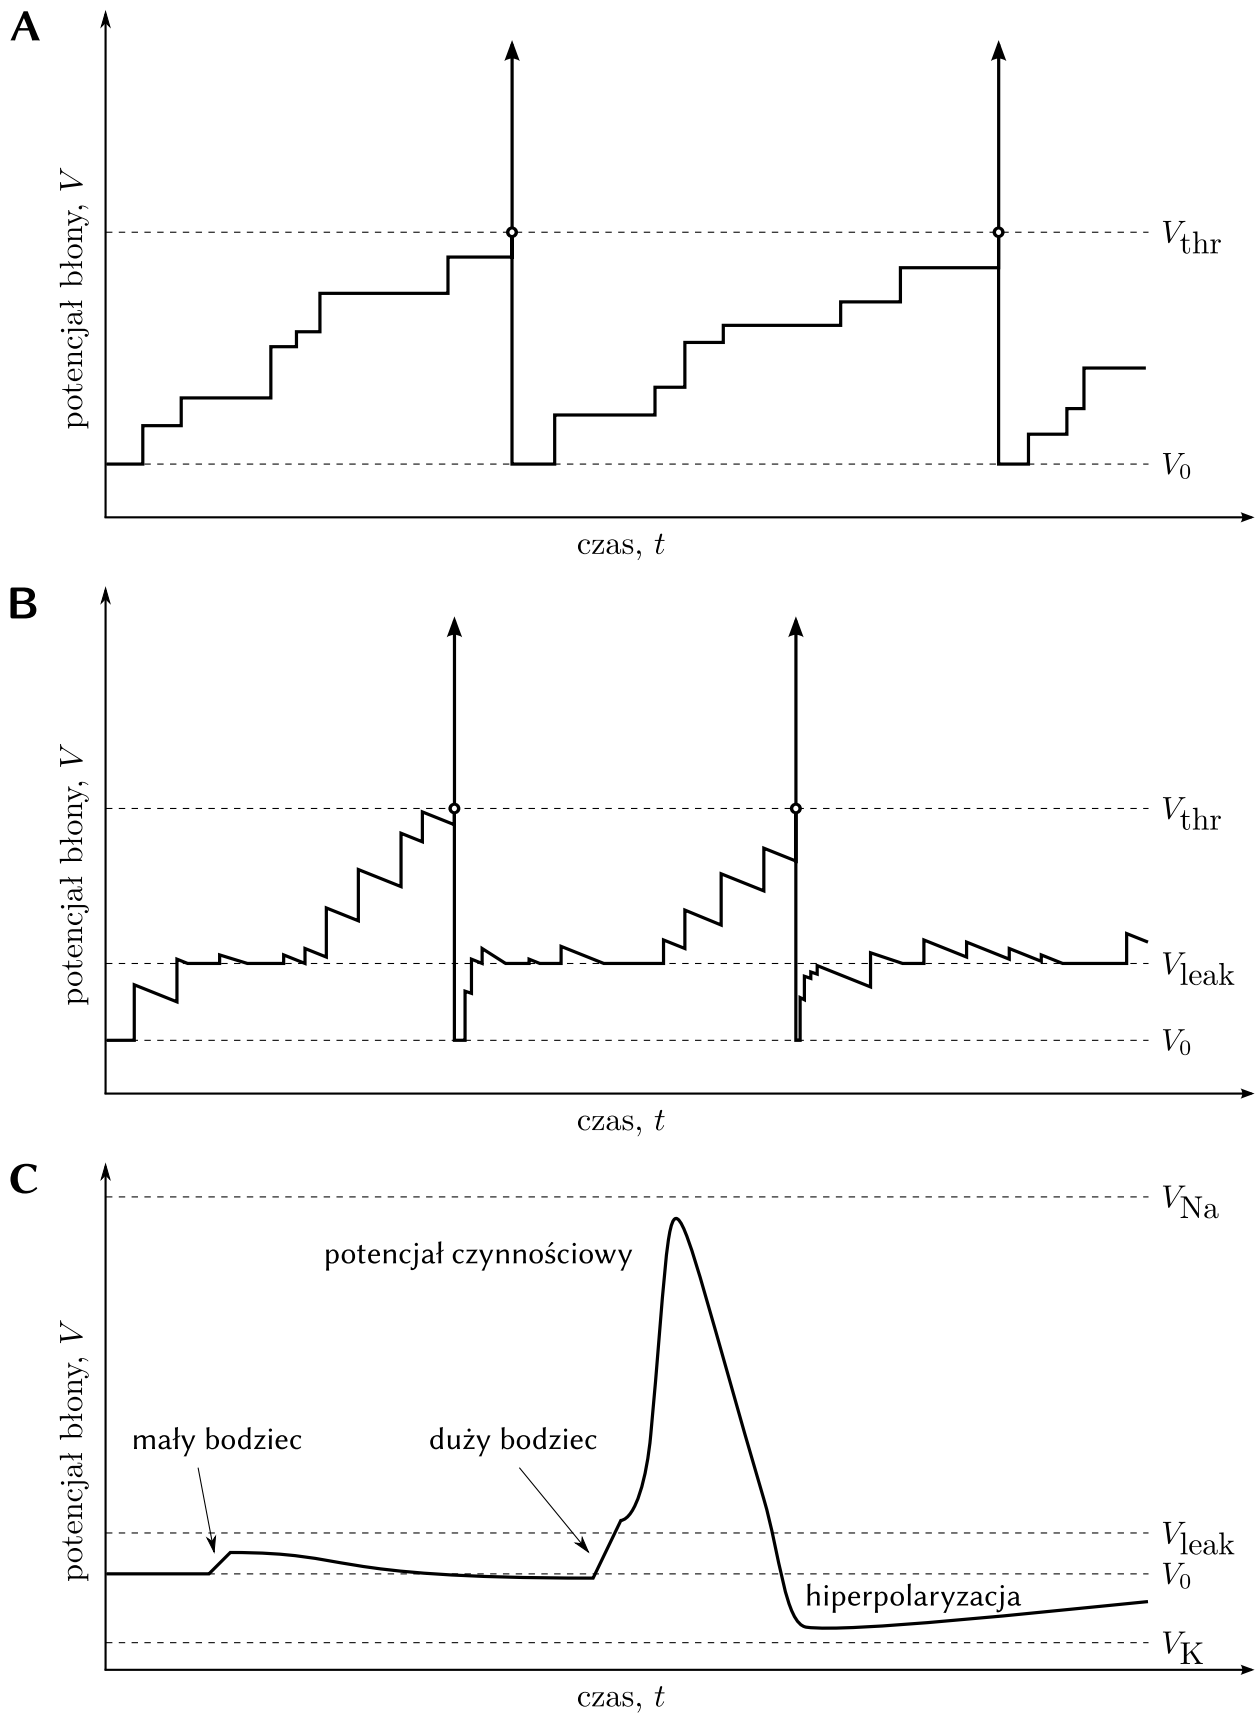 A
potencjał błony, V
V_thr
V_0
czas, t
B
potencjał błony, V
V_thr
V_leak
V_0
czas, t
C
potencjał błony, V
V_Na
potencjał czynnościowy
mały bodziec
duży bodziec
V_leak
V_0
hiperpolaryzacja
V_K
czas, t